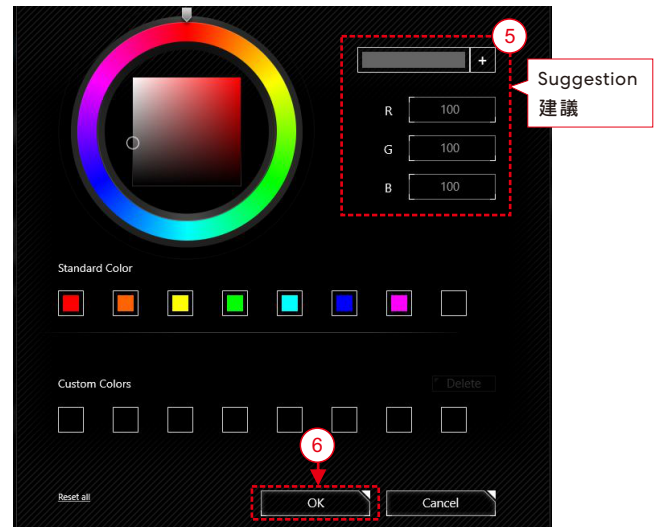 5
+
Suggestion
建議
R 100
G 100
B 100
Standard Color
Custom Colors
Delete
6
Reset all
OK
Cancel